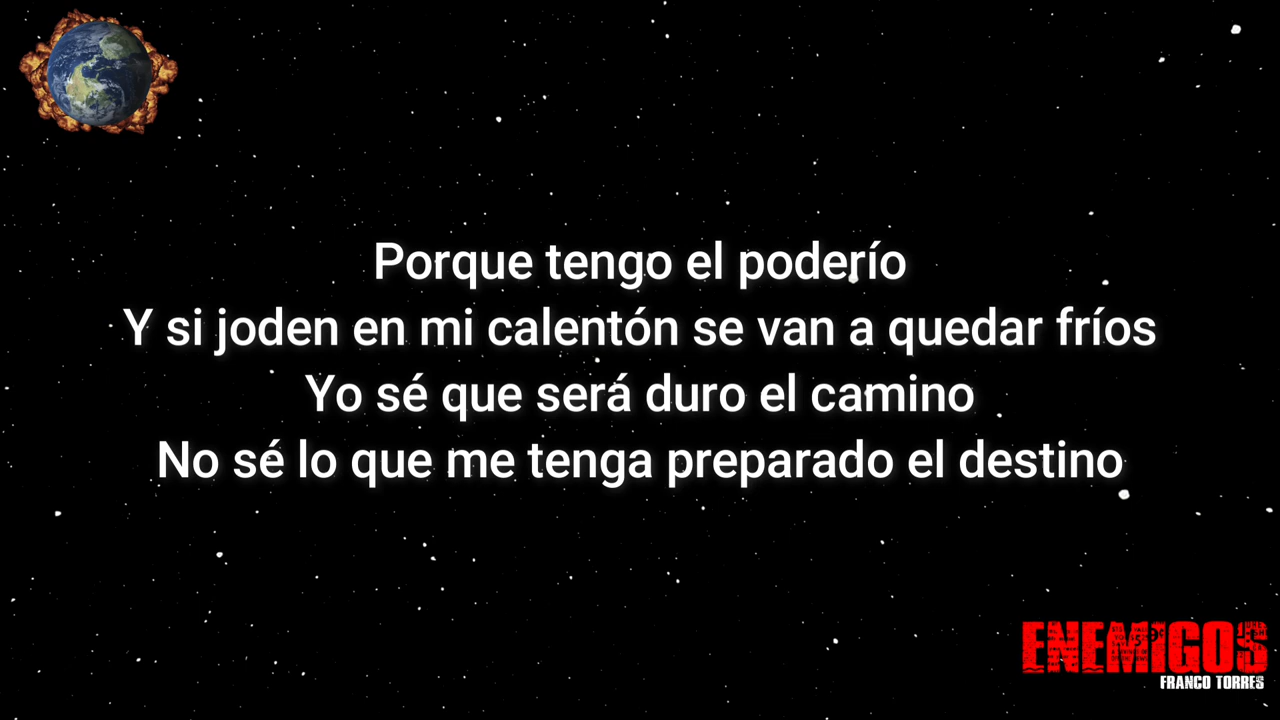 Porque tengo el poderío
Y si joden en mi calentón se van a quedar fríos
Yo sé que será duro el camino
No sé lo que me tenga preparado el destino
ENEMIGOS
FRANCO TORRES